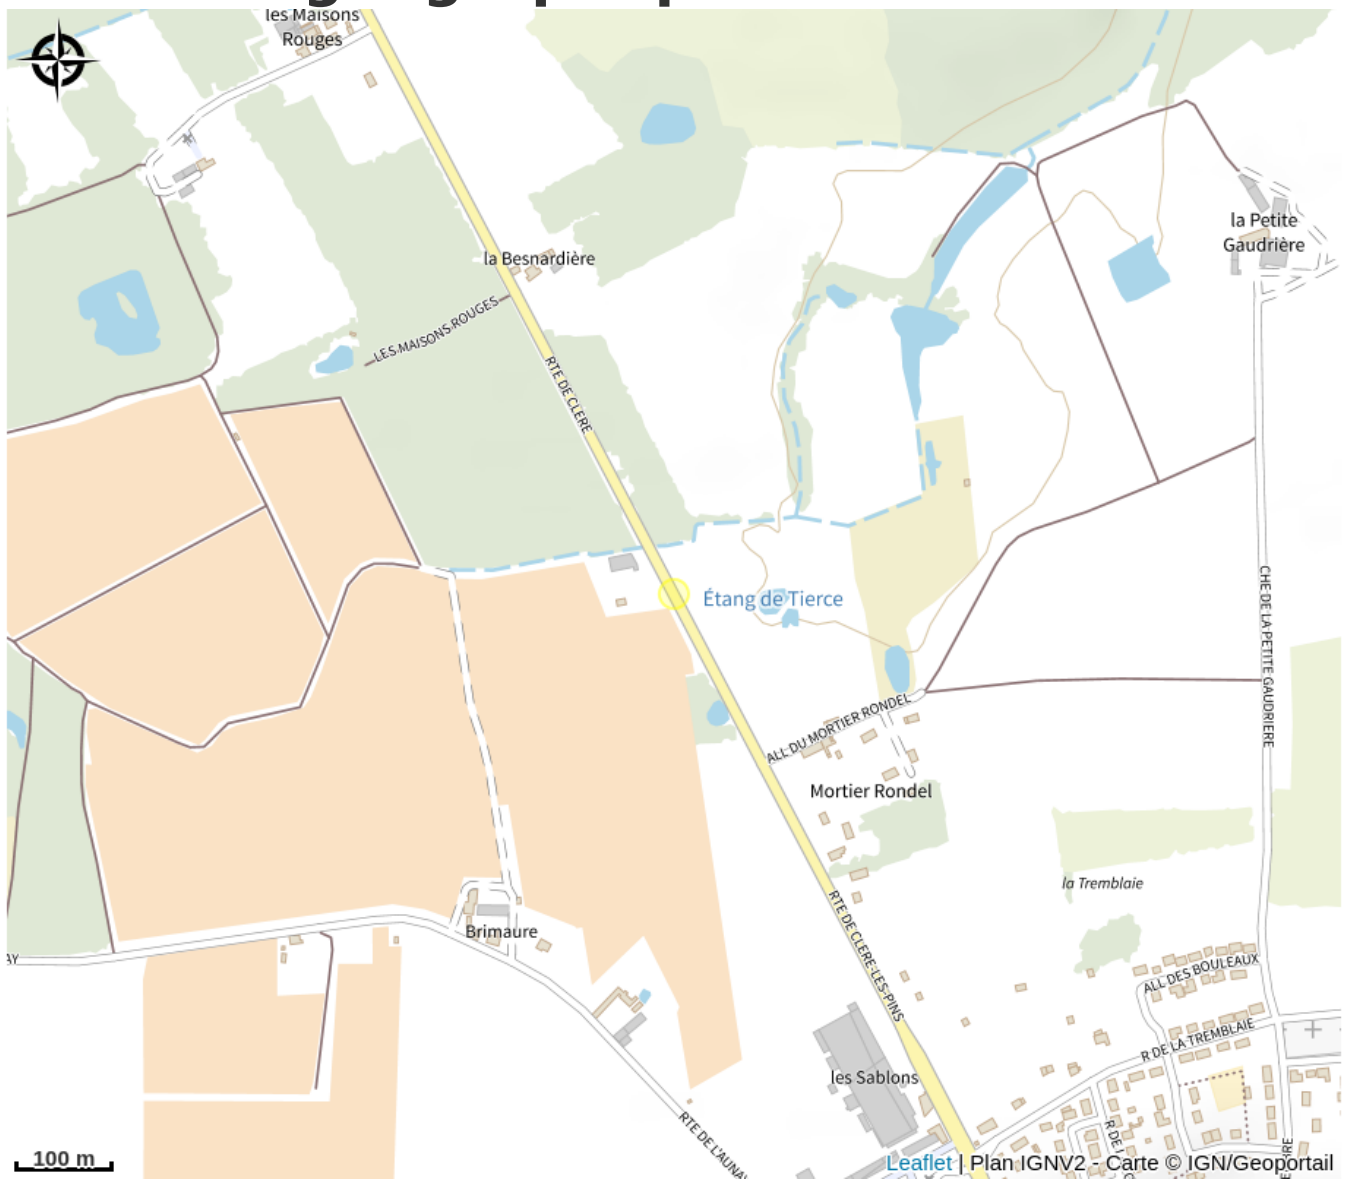 les Maisons
Rouges
la Petite
Gaudrière
la Besnardière
LES MAISONS ROUGES
RTE DE CLERE
Étang de Tierce
CHE DE LA PETITE GAUDRIERE
ALL DU MORTIER RONDEL
Mortier Rondel
la Tremblaie
RTE DE CLERE-LES-PINS
Brimaure
AY
ALL DES BOULEAUX
R DE LA TREMBLAIE
les Sablons
RTE DE L'AUNAY
R DE L
100 m
Leaflet | Plan IGNV2 - Carte © IGN/Geoportail